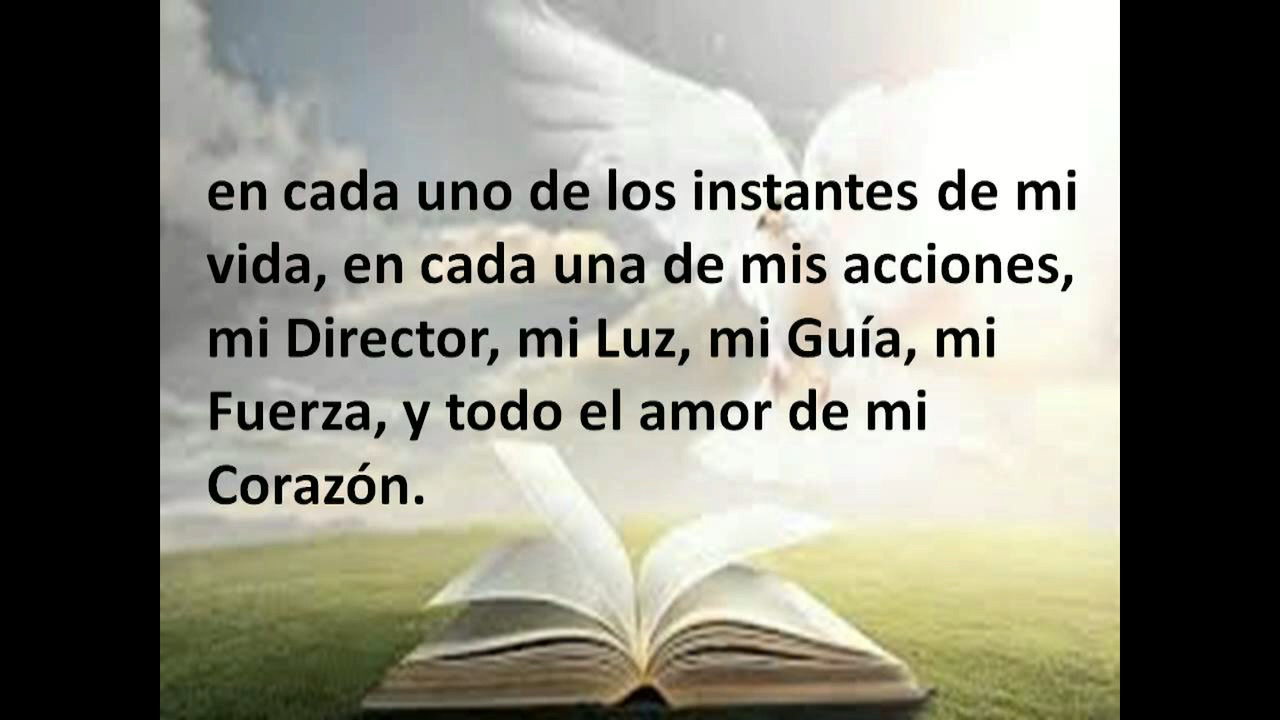 en cada uno de los instantes de mi
vida, en cada una de mis acciones,
mi Director, mi Luz, mi Guía, mi
Fuerza, y todo el amor de mi
Corazón.